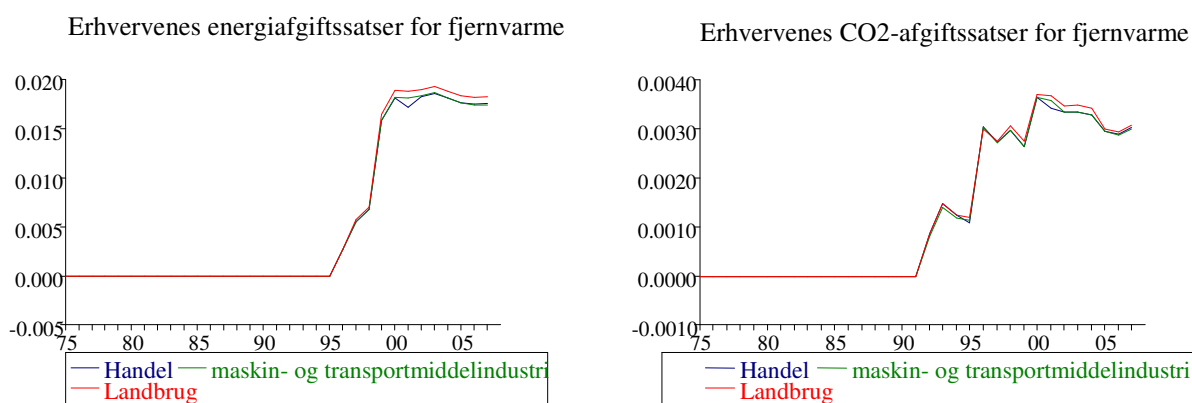 Erhvervenes energiafgiftssatser for fjernvarme
0.020
0.015
0.010
0.005
0.000
-0.005
75 80 85 90 95 00 05
Handel maskin- og transportmiddelindustri
Landbrug
Erhvervenes CO2-afgiftssatser for fjernvarme
0.0040
0.0030
0.0020
0.0010
0.0000
-0.0010
75 80 85 90 95 00 05
Handel maskin- og transportmiddelindustri
Landbrug